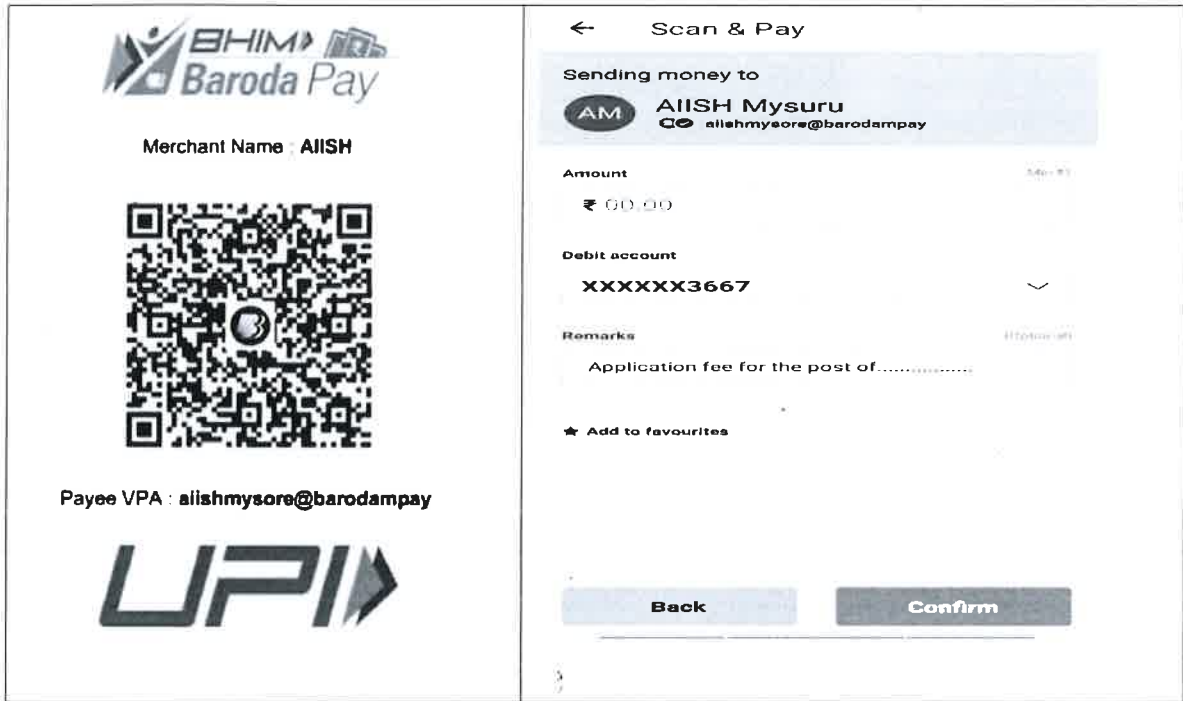 BHIM
Baroda Pay
Merchant Name : AIISH
Payee VPA : aiishmysore@barodampay
UPI
← Scan & Pay
Sending money to
AM
AIISH Mysuru
aiishmysore@barodampay
Amount
₹ 00.00
Debit account
XXXXXX3667
Remarks
Application fee for the post of.................
★ Add to favourites
Back
Confirm